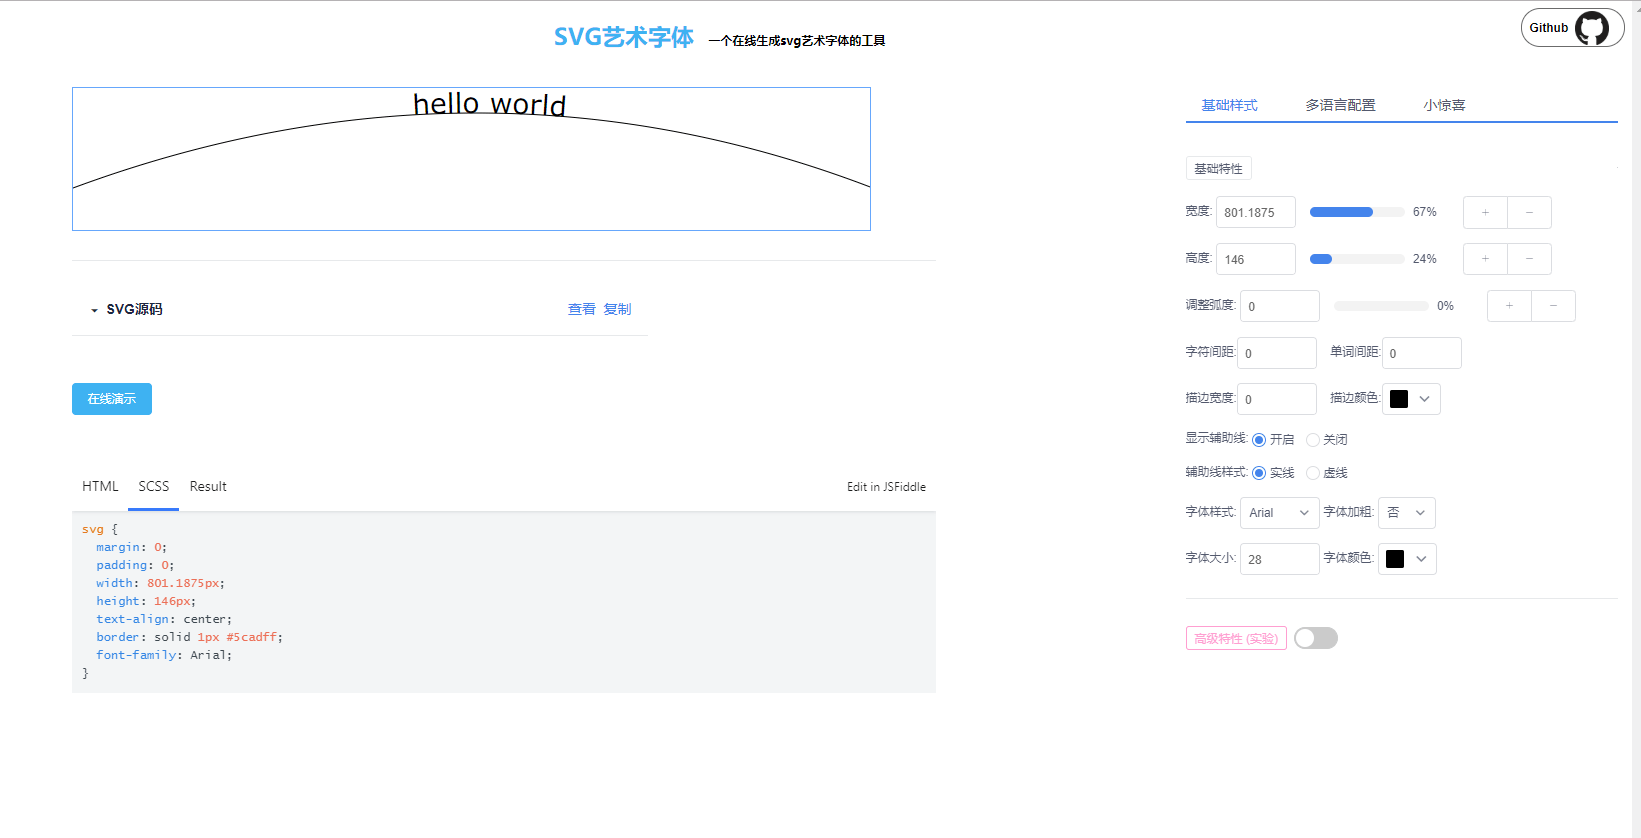 SVG艺术字体 一个在线生成svg艺术字体的工具
Github
hello world
SVG源码 查看 复制
在线演示
HTML SCSS Result Edit in JSFiddle
svg {
margin: 0;
padding: 0;
width: 801.1875px;
height: 146px;
text-align: center;
border: solid 1px #5cadff;
font-family: Arial;
}
基础样式 多语言配置 小惊喜
基础特性
宽度: 801.1875 67% + −
高度: 146 24% + −
调整弧度: 0 0% + −
字符间距: 0 单词间距: 0
描边宽度: 0 描边颜色:
显示辅助线: 开启 关闭
辅助线样式: 实线 虚线
字体样式: Arial 字体加粗: 否
字体大小: 28 字体颜色:
高级特性 (实验)